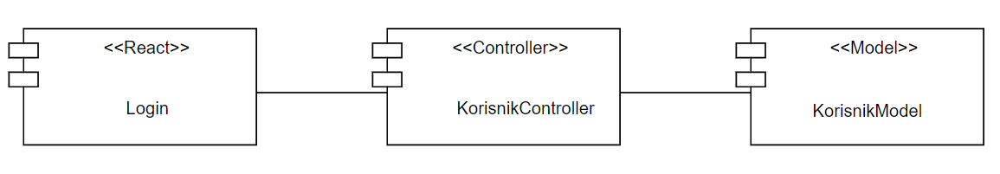 <<React>>
Login
<<Controller>>
KorisnikController
<<Model>>
KorisnikModel